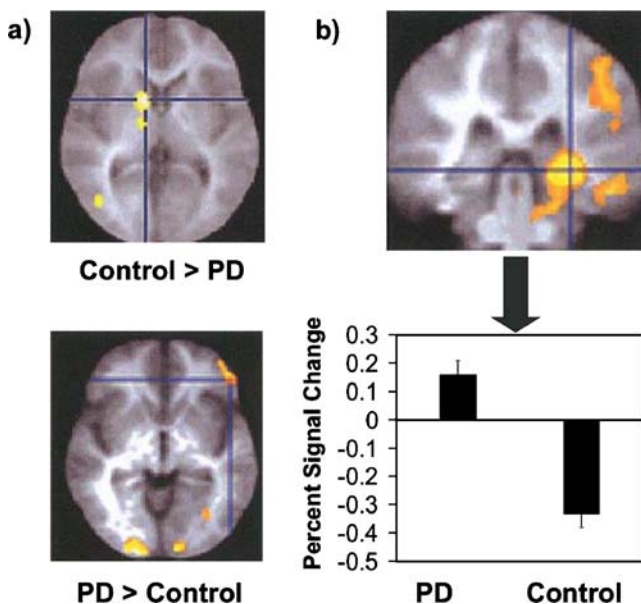 a)
Control > PD
PD > Control
b)
Percent Signal Change
0.3
0.2
0.1
0
-0.1
-0.2
-0.3
-0.4
-0.5
PD
Control